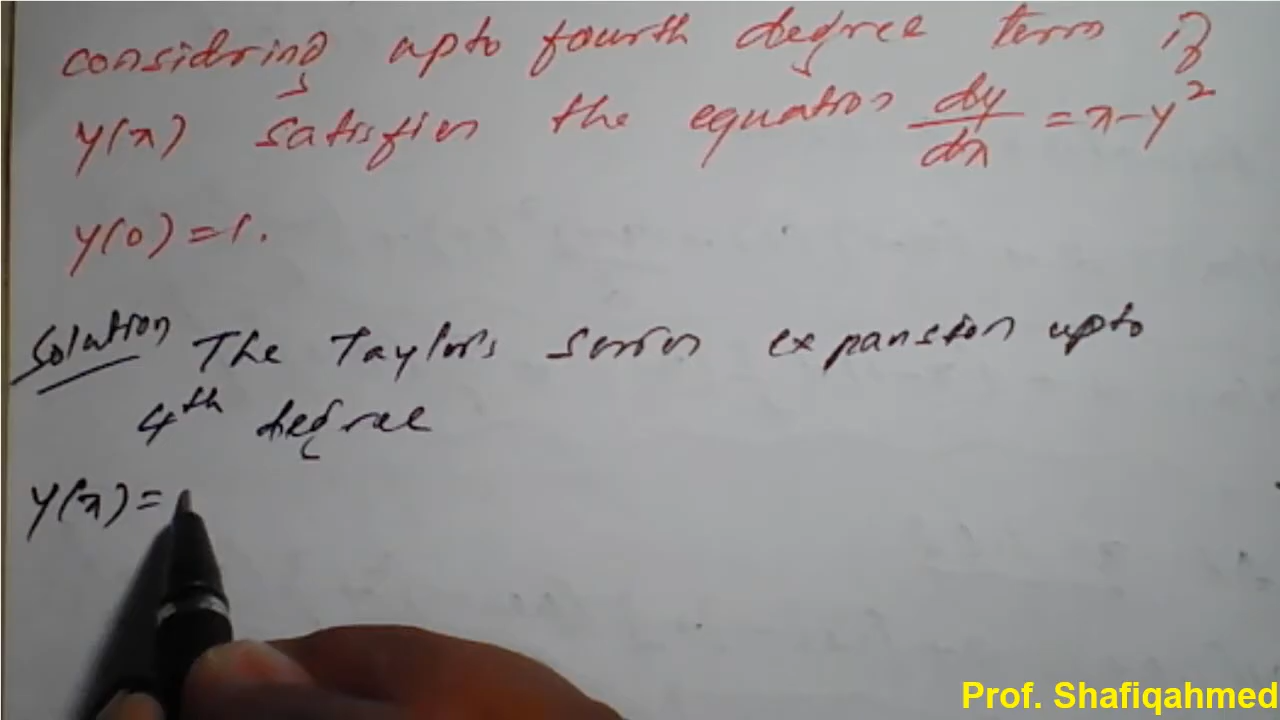 considring upto fourth degree term if
y(x) satisfies the equation dy/dx = x - y²
y(0) = 1.
Solution The Taylor's series expansion upto
4th degree
y(x) =
Prof. Shafiqahmed